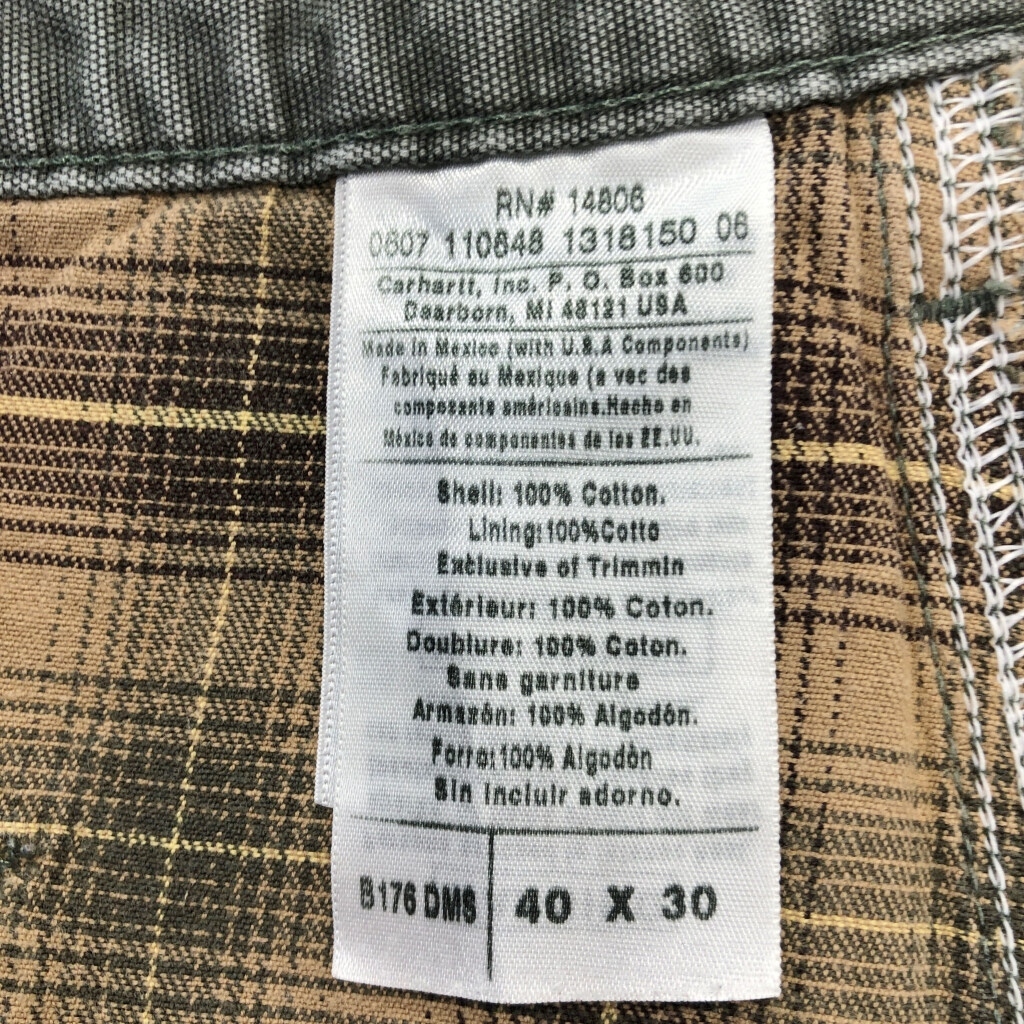 RN# 14806
0607 110648 1318150 06
Carhartt, Inc. P. O. Box 600
Dearborn, MI 48121 USA
Made in Mexico (with U.S.A Components)
Fabriqué au Mexique (a vec des
composants américains.Hecho en
México de componentes de los EE.UU.
Shell: 100% Cotton.
Lining:100%Cotto
Exclusive of Trimmin
Extérieur: 100% Coton.
Doublure: 100% Coton.
Sans garniture
Armazón: 100% Algodón.
Forro:100% Algodòn
Sin incluir adorno.
B176 DMS 40 X 30